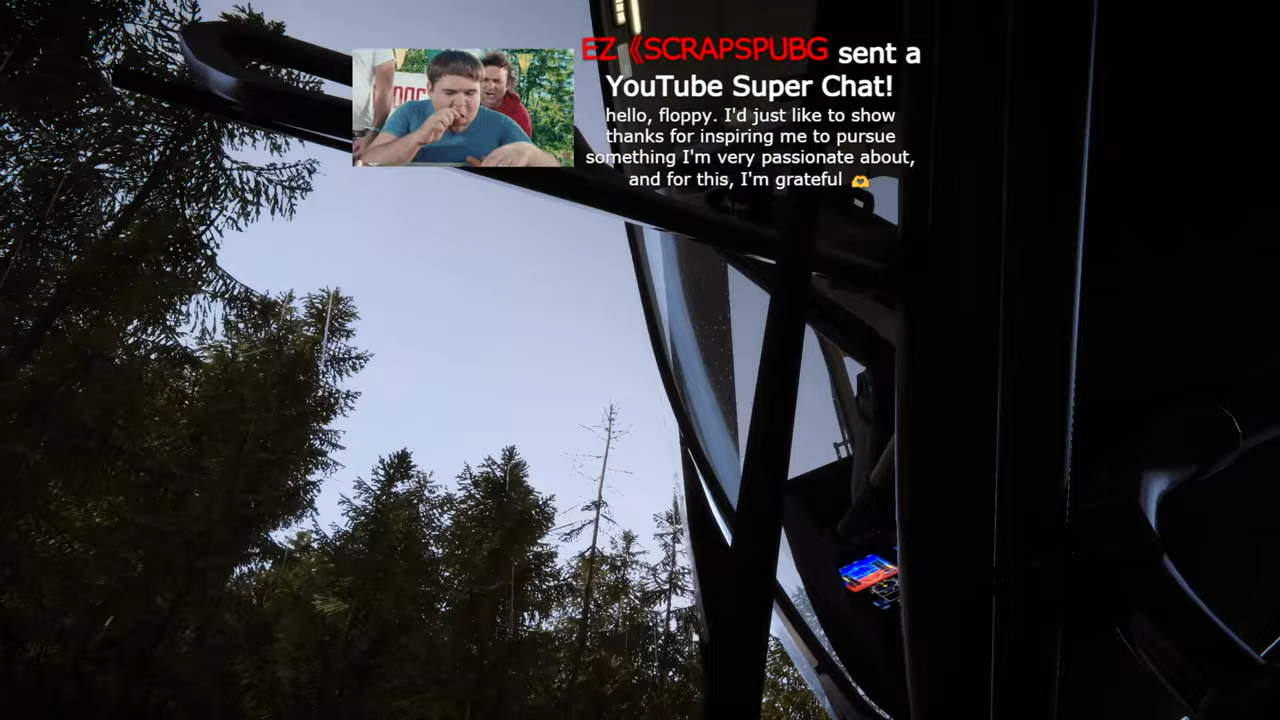 EZ 《SCRAPSPUBG sent a
YouTube Super Chat!
hello, floppy. I'd just like to show
thanks for inspiring me to pursue
something I'm very passionate about,
and for this, I'm grateful 🫶